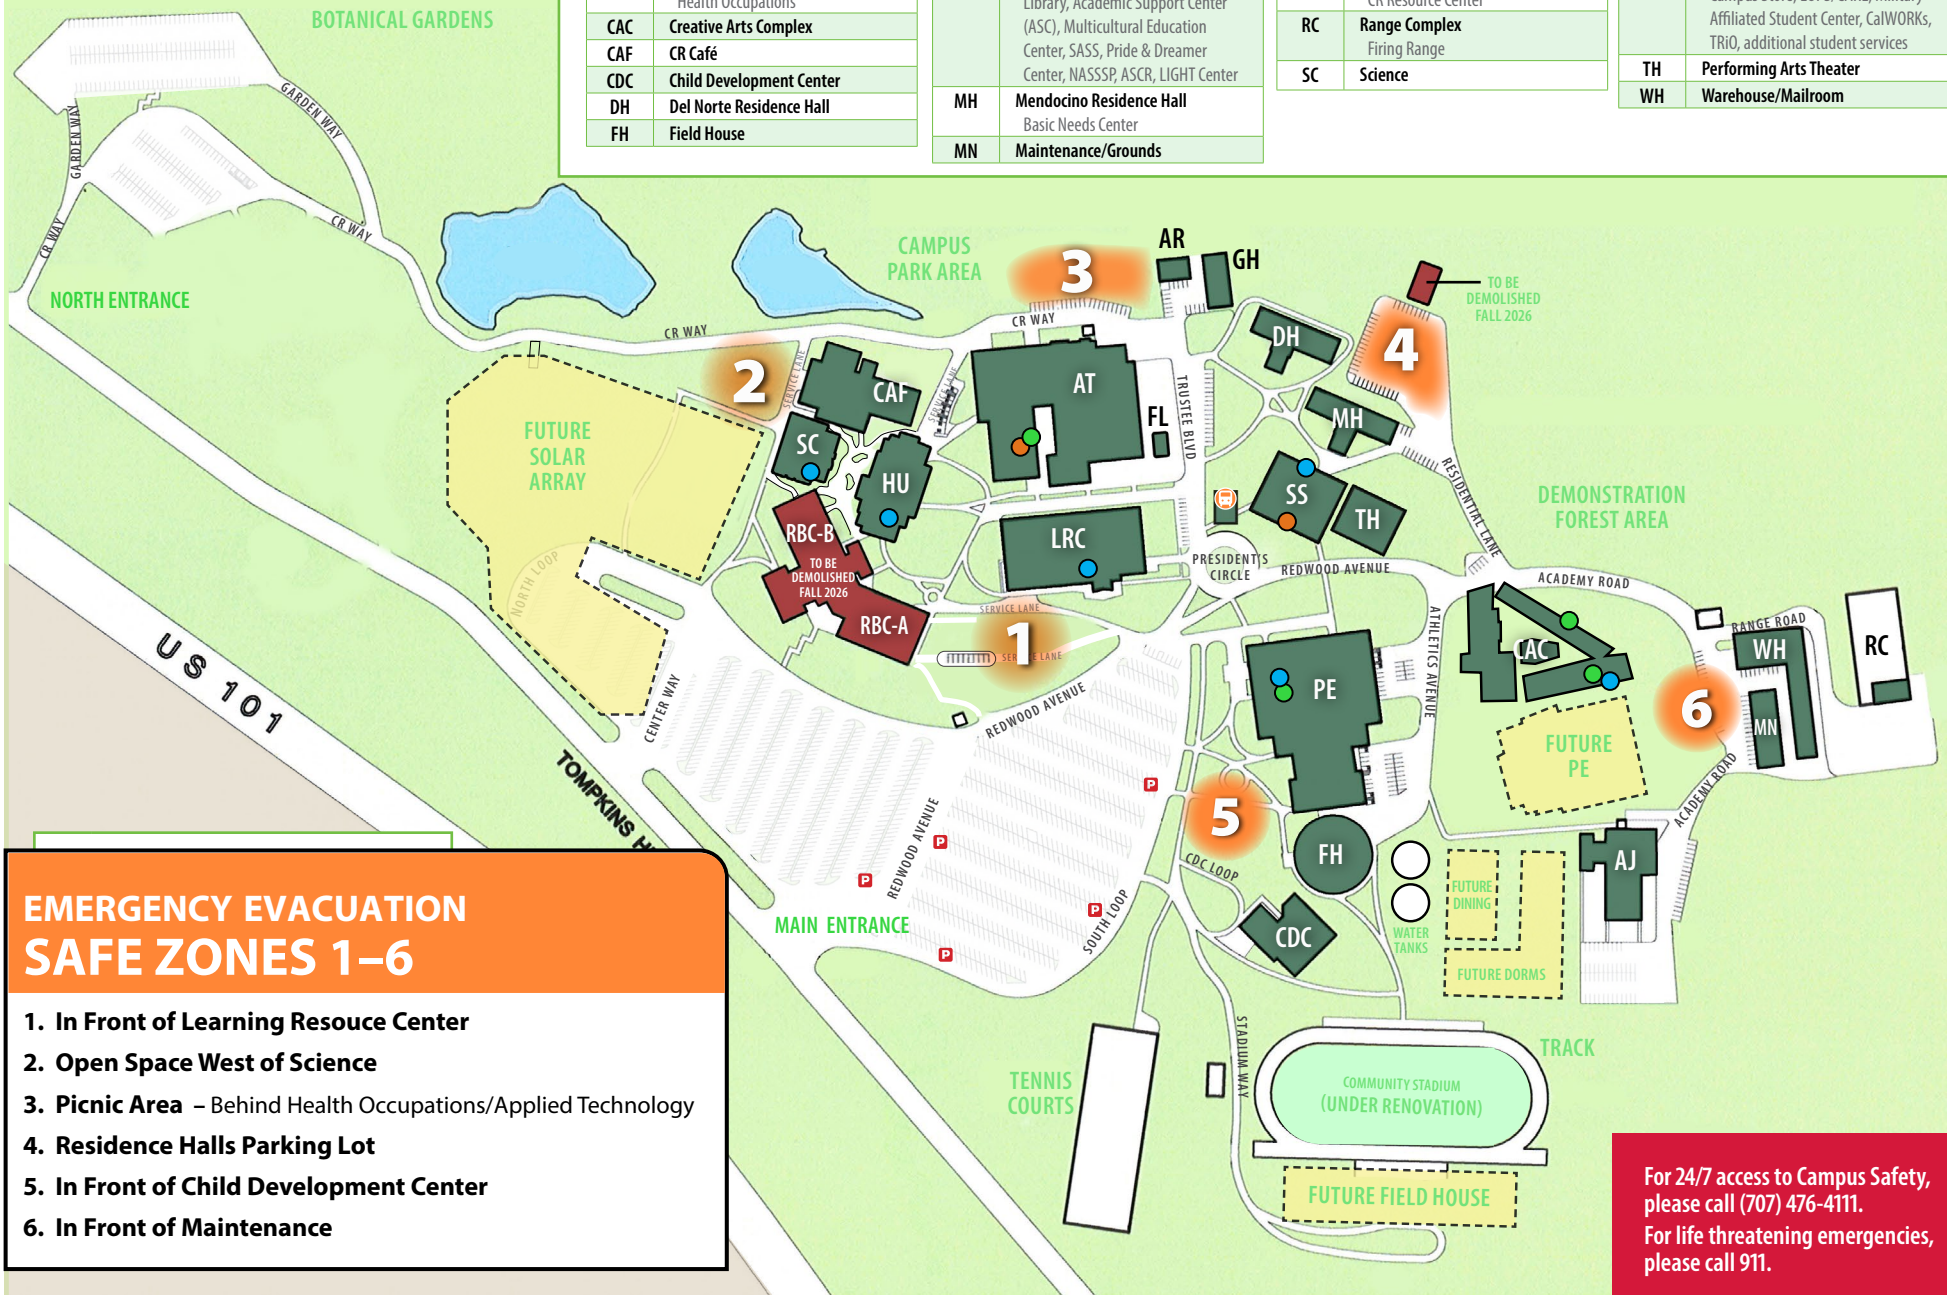 BOTANICAL GARDENS
Health Occupations
CAC Creative Arts Complex
CAF CR Café
CDC Child Development Center
DH Del Norte Residence Hall
FH Field House
Library, Academic Support Center
(ASC), Multicultural Education
Center, SASS, Pride & Dreamer
Center, NASSSP, ASCR, LIGHT Center
MH Mendocino Residence Hall
Basic Needs Center
MN Maintenance/Grounds
CR Resource Center
RC Range Complex
Firing Range
SC Science
Affiliated Student Center, CalWORKs,
TRiO, additional student services
TH Performing Arts Theater
WH Warehouse/Mailroom
GARDEN WAY
GARDEN WAY
CR WAY
CR WAY
NORTH ENTRANCE
CAMPUS
PARK AREA
3
AR
GH
TO BE
DEMOLISHED
FALL 2026
CR WAY
CR WAY
DH
4
2
SERVICE LANE
CAF
SERVICE LANE
AT
FL
TRUSTEE BLVD
MH
FUTURE
SOLAR
ARRAY
SC
HU
SS
TH
RESIDENTIAL LANE
DEMONSTRATION
FOREST AREA
RBC-B
TO BE
DEMOLISHED
FALL 2026
RBC-A
LRC
PRESIDENT'S
CIRCLE
REDWOOD AVENUE
ACADEMY ROAD
NORTH LOOP
SERVICE LANE
1
SERVICE LANE
ATHLETICS AVENUE
CAC
RANGE ROAD
WH
RC
US 101
CENTER WAY
REDWOOD AVENUE
PE
6
MN
FUTURE
PE
TOMPKINS H
REDWOOD AVENUE
P
P
P
P
P
5
CDC LOOP
FH
ACADEMY ROAD
AJ
FUTURE
DINING
WATER
TANKS
FUTURE DORMS
MAIN ENTRANCE
SOUTH LOOP
CDC
STADIUM WAY
TRACK
TENNIS
COURTS
COMMUNITY STADIUM
(UNDER RENOVATION)
FUTURE FIELD HOUSE
EMERGENCY EVACUATION
SAFE ZONES 1–6
1. In Front of Learning Resouce Center
2. Open Space West of Science
3. Picnic Area – Behind Health Occupations/Applied Technology
4. Residence Halls Parking Lot
5. In Front of Child Development Center
6. In Front of Maintenance
For 24/7 access to Campus Safety,
please call (707) 476-4111.
For life threatening emergencies,
please call 911.